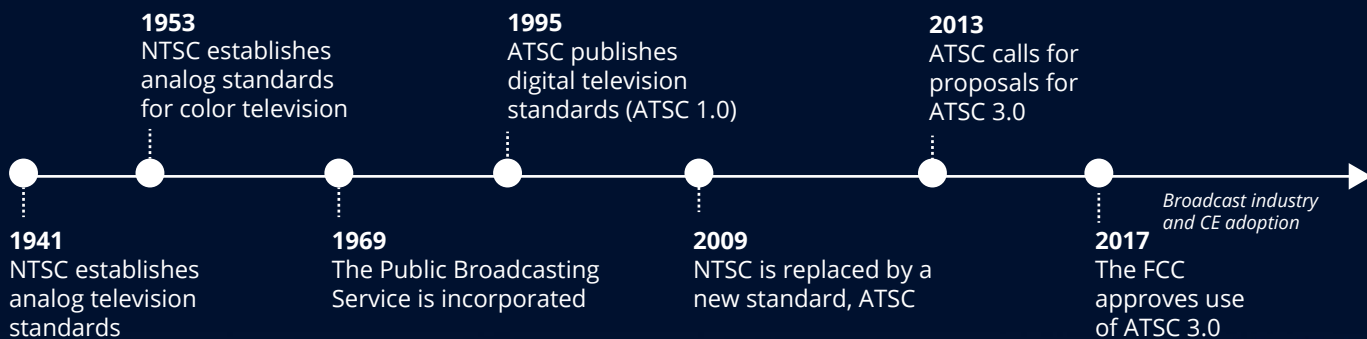 1953
NTSC establishes
analog standards
for color television
1995
ATSC publishes
digital television
standards (ATSC 1.0)
2013
ATSC calls for
proposals for
ATSC 3.0
Broadcast industry
and CE adoption
1941
NTSC establishes
analog television
standards
1969
The Public Broadcasting
Service is incorporated
2009
NTSC is replaced by a
new standard, ATSC
2017
The FCC
approves use
of ATSC 3.0